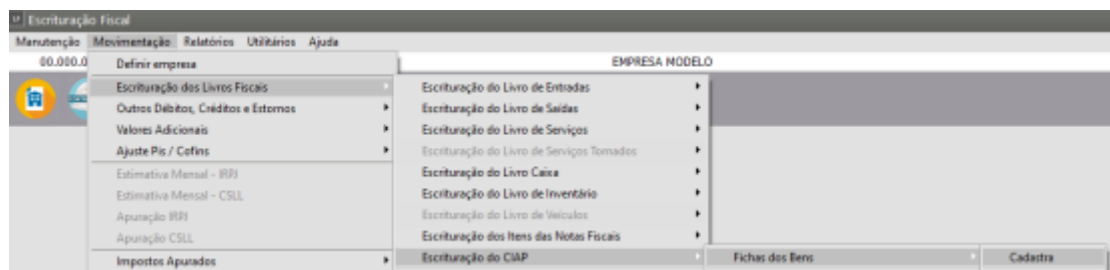 Escrituração Fiscal
Manutenção Movimentação Relatórios Utilitários Ajuda
00.000.0 EMPRESA MODELO
Definir empresa
Escrituração dos Livros Fiscais
Outros Débitos, Créditos e Estornos
Valores Adicionais
Ajuste Pis / Cofins
Estimativa Mensal - IRPJ
Estimativa Mensal - CSLL
Apuração IRPJ
Apuração CSLL
Impostos Apurados
Escrituração do Livro de Entradas
Escrituração do Livro de Saídas
Escrituração do Livro de Serviços
Escrituração do Livro de Serviços Tomados
Escrituração do Livro Caixa
Escrituração do Livro de Inventário
Escrituração do Livro de Veículos
Escrituração dos Itens das Notas Fiscais
Escrituração do CIAP
Fichas dos Bens
Cadastra